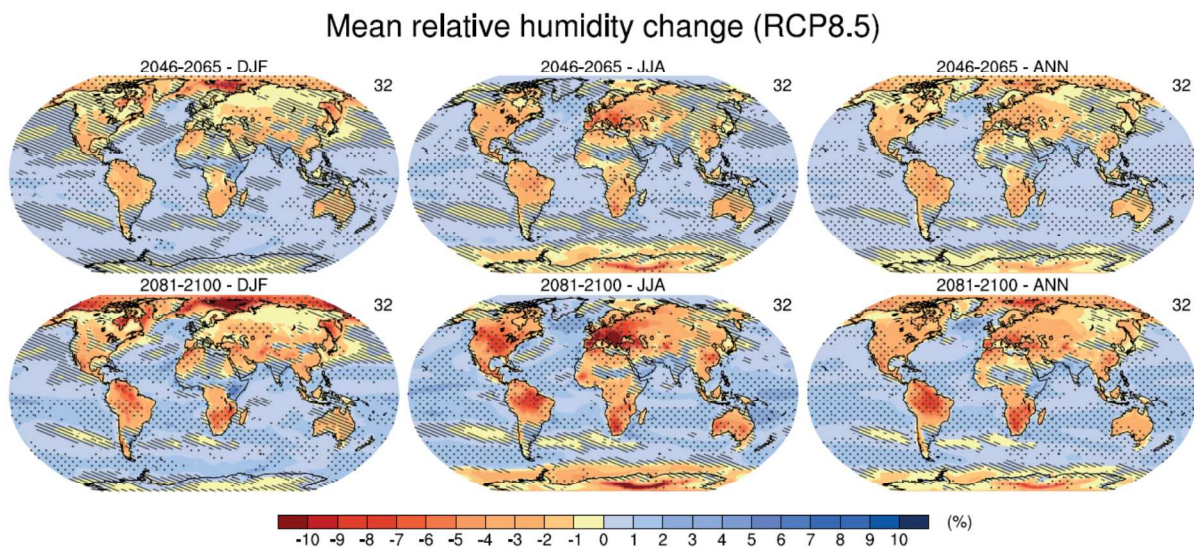 Mean relative humidity change (RCP8.5)
2046-2065 - DJF 32
2046-2065 - JJA 32
2046-2065 - ANN 32
2081-2100 - DJF 32
2081-2100 - JJA 32
2081-2100 - ANN 32
-10 -9 -8 -7 -6 -5 -4 -3 -2 -1 0 1 2 3 4 5 6 7 8 9 10 (%)